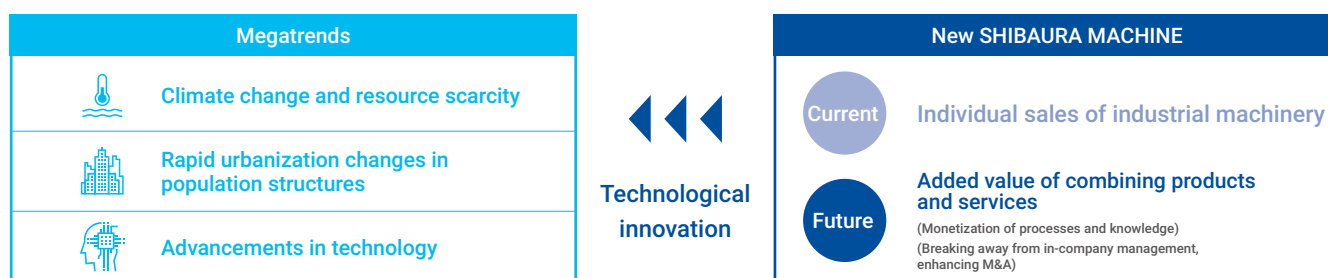 Megatrends
Climate change and resource scarcity
Rapid urbanization changes in
population structures
Advancements in technology
Technological
innovation
New SHIBAURA MACHINE
Current
Individual sales of industrial machinery
Future
Added value of combining products
and services
(Monetization of processes and knowledge)
(Breaking away from in-company management,
enhancing M&A)